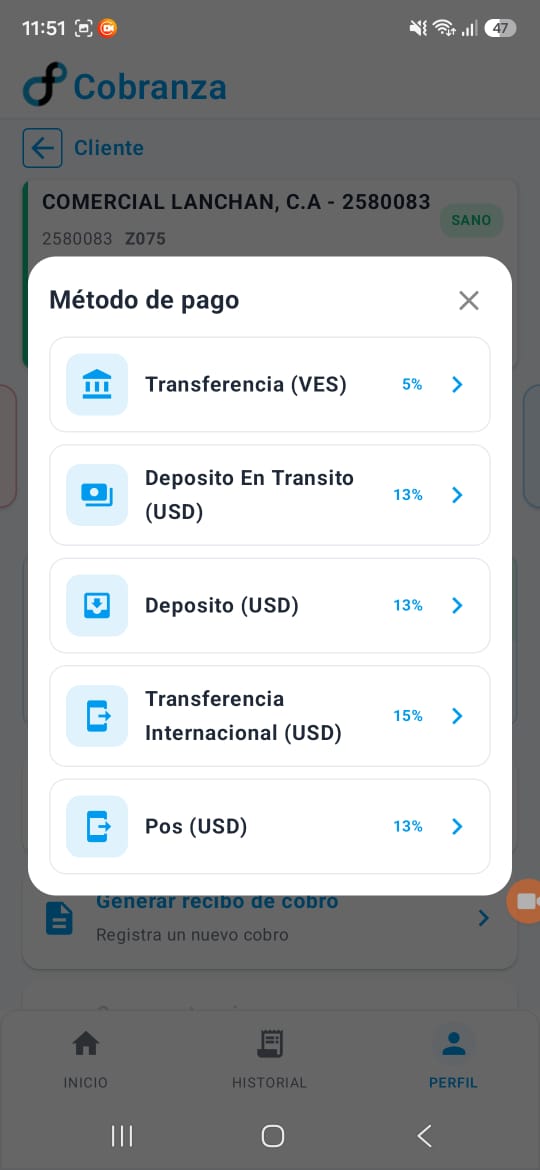 11:51
47
Cobranza
Cliente
COMERCIAL LANCHAN, C.A - 2580083
SANO
2580083 Z075
Método de pago
Transferencia (VES) 5%
Deposito En Transito
(USD)
13%
Deposito (USD) 13%
Transferencia
Internacional (USD)
15%
Pos (USD) 13%
Generar recibo de cobro
Registra un nuevo cobro
INICIO
HISTORIAL
PERFIL